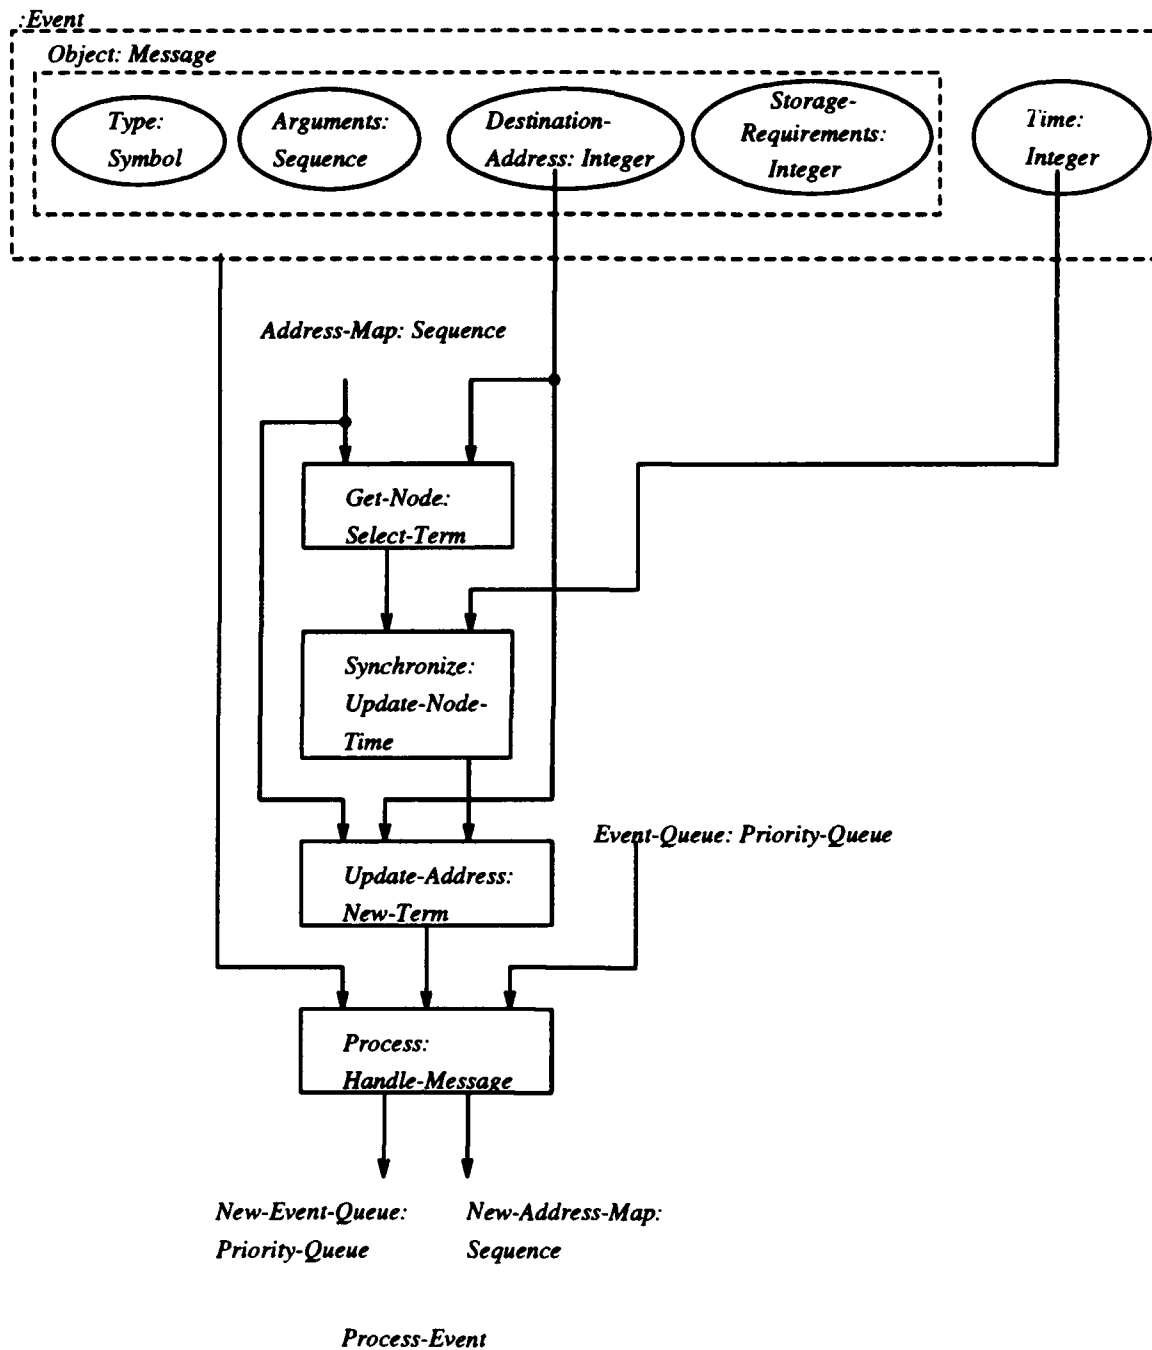 :Event
Object: Message
Type:
Symbol
Arguments:
Sequence
Destination-
Address: Integer
Storage-
Requirements:
Integer
Time:
Integer
Address-Map: Sequence
Get-Node:
Select-Term
Synchronize:
Update-Node-
Time
Event-Queue: Priority-Queue
Update-Address:
New-Term
Process:
Handle-Message
New-Event-Queue:
Priority-Queue
New-Address-Map:
Sequence
Process-Event